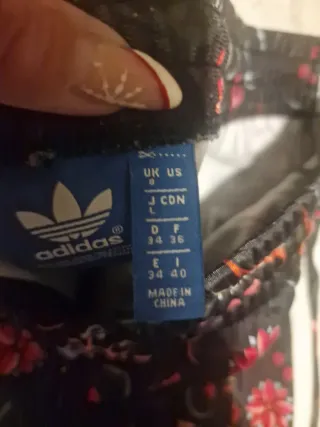 adidas®
UK US
8
J CDN
L
D F
34 36
E I
34 40
MADE IN
CHINA